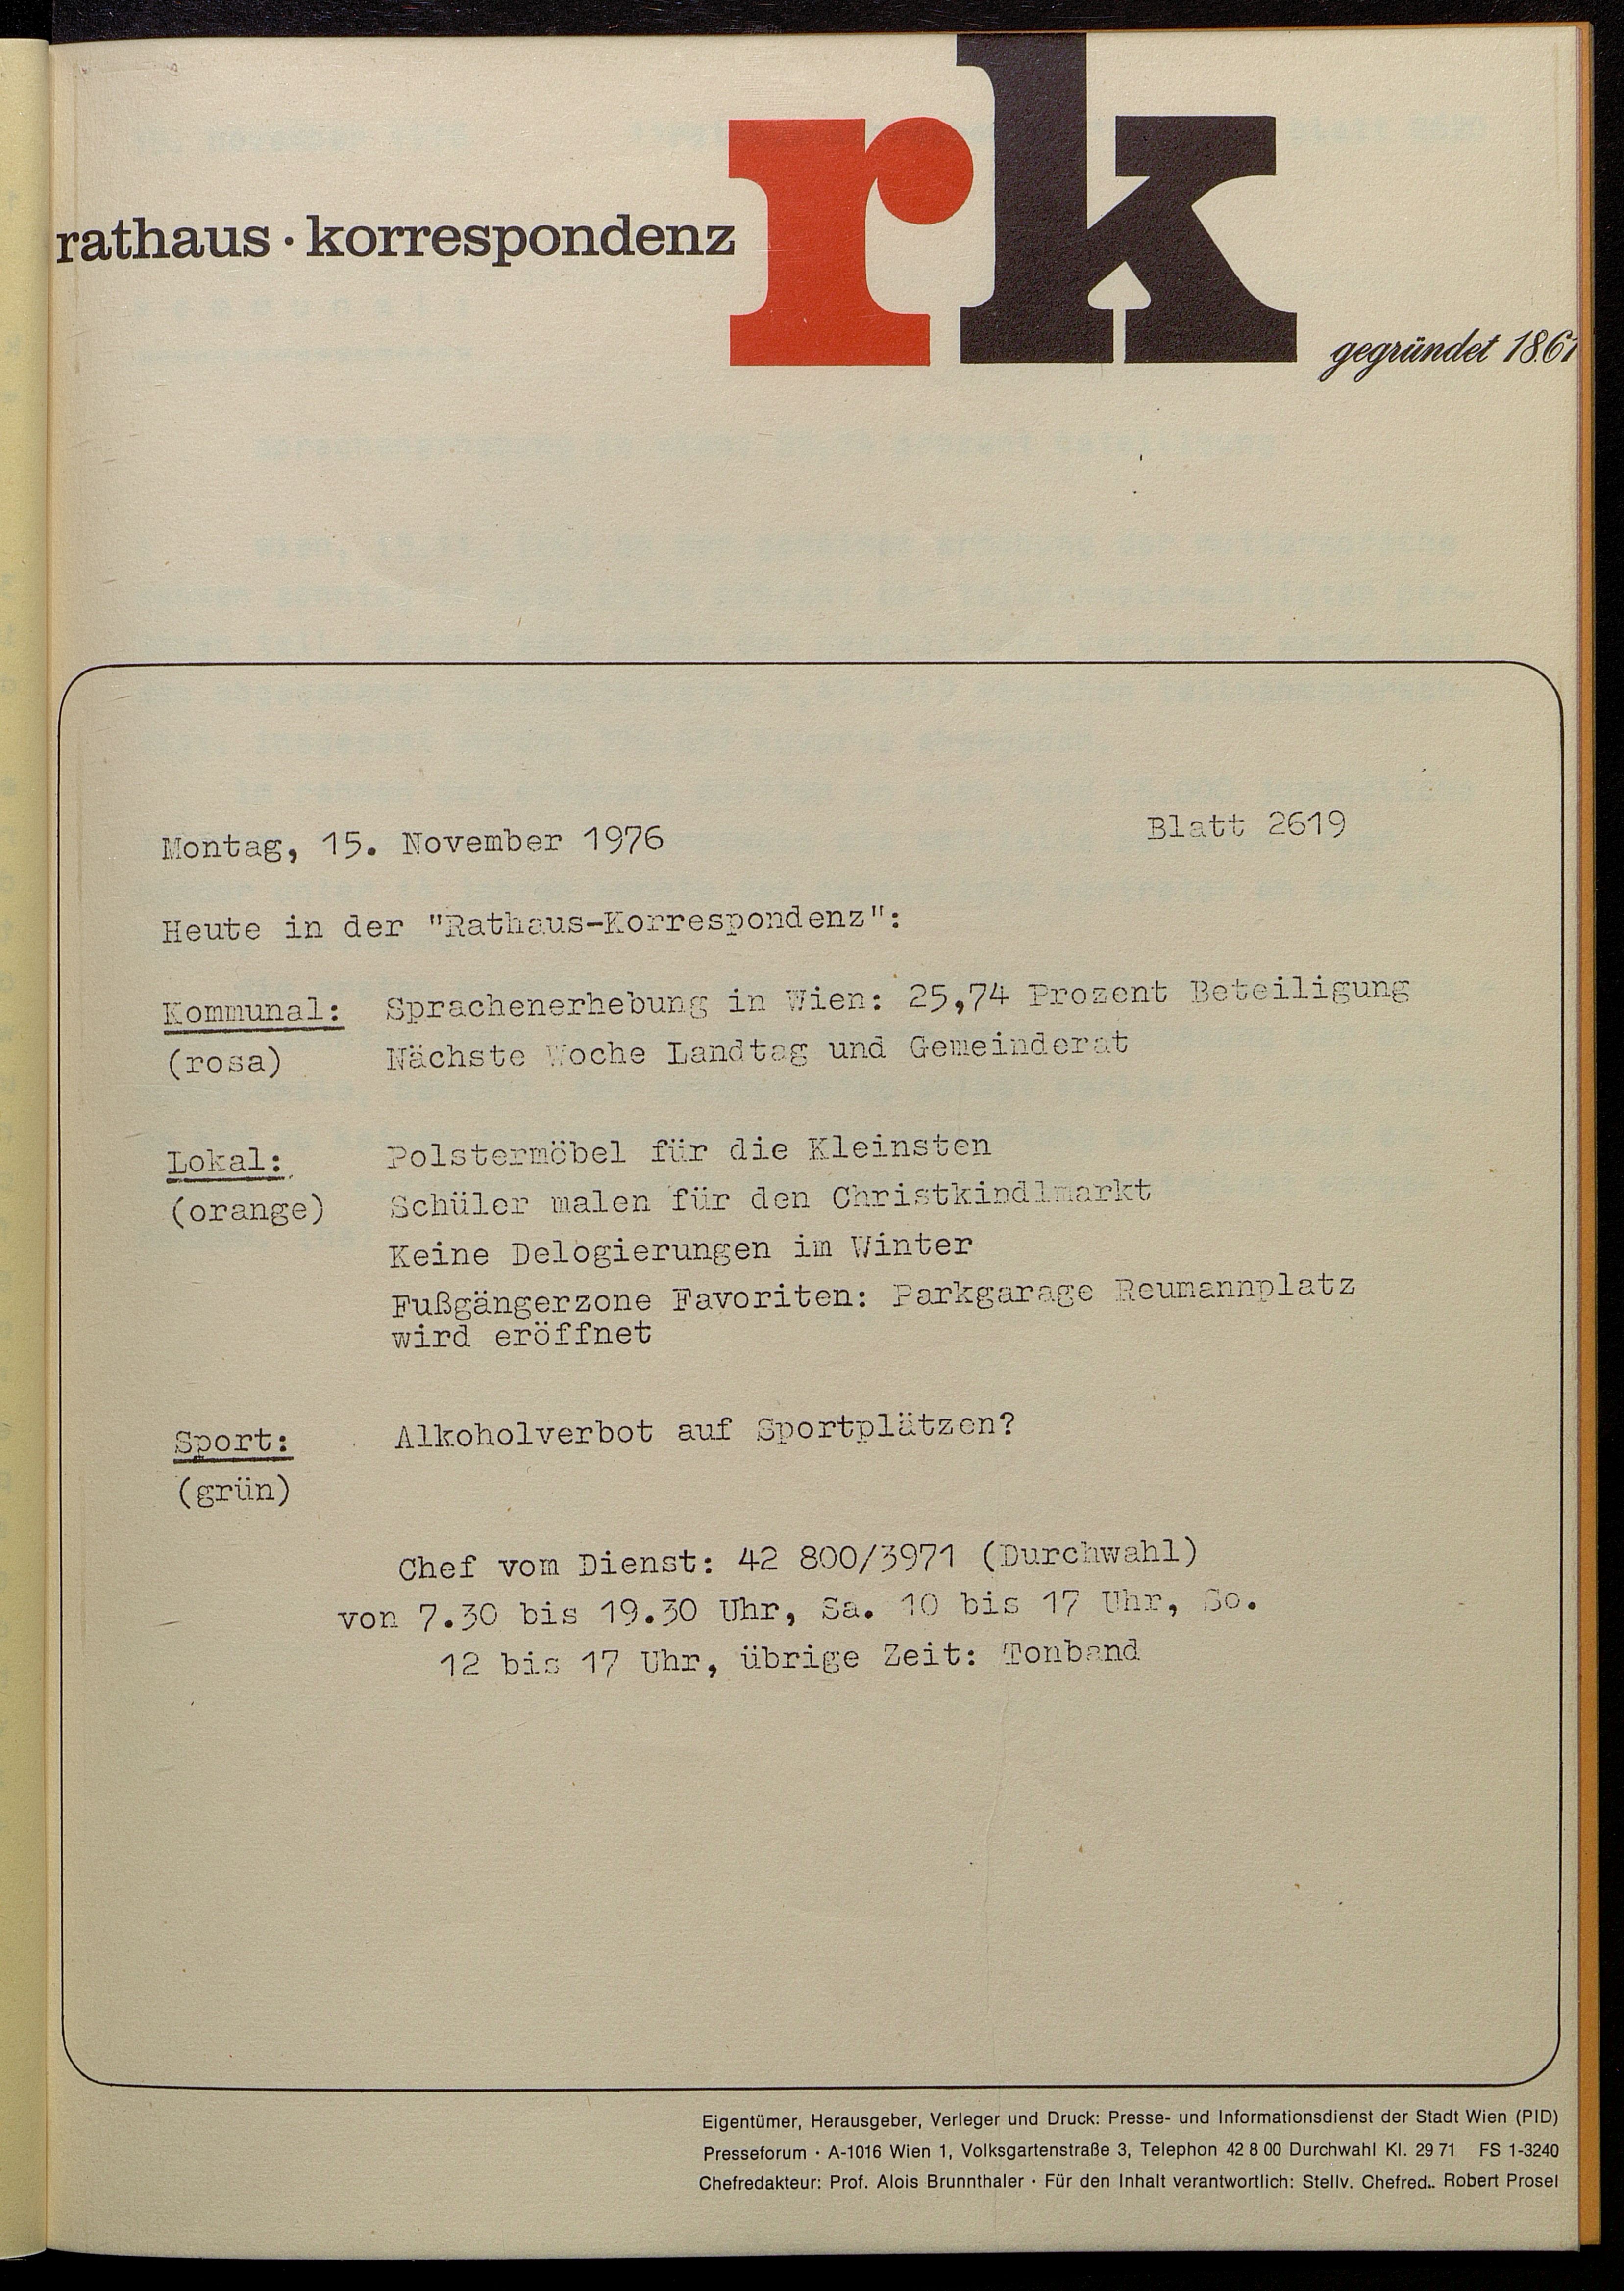 rathaus · korrespondenz
rk
gegründet 1861
Montag, 15. November 1976 Blatt 2619
Heute in der "Rathaus-Korrespondenz":
Kommunal: Sprachenerhebung in Wien: 25,74 Prozent Beteiligung
(rosa) Nächste Woche Landtag und Gemeinderat
Lokal: Polstermöbel für die Kleinsten
(orange) Schüler malen für den Christkindlmarkt
Keine Delogierungen im Winter
Fußgängerzone Favoriten: Parkgarage Reumannplatz
wird eröffnet
Sport: Alkoholverbot auf Sportplätzen?
(grün)
Chef vom Dienst: 42 800/3971 (Durchwahl)
von 7.30 bis 19.30 Uhr, Sa. 10 bis 17 Uhr, So.
12 bis 17 Uhr, übrige Zeit: Tonband
Eigentümer, Herausgeber, Verleger und Druck: Presse- und Informationsdienst der Stadt Wien (PID)
Presseforum · A-1016 Wien 1, Volksgartenstraße 3, Telephon 42 8 00 Durchwahl Kl. 29 71 FS 1-3240
Chefredakteur: Prof. Alois Brunnthaler · Für den Inhalt verantwortlich: Stellv. Chefred.. Robert Prosel